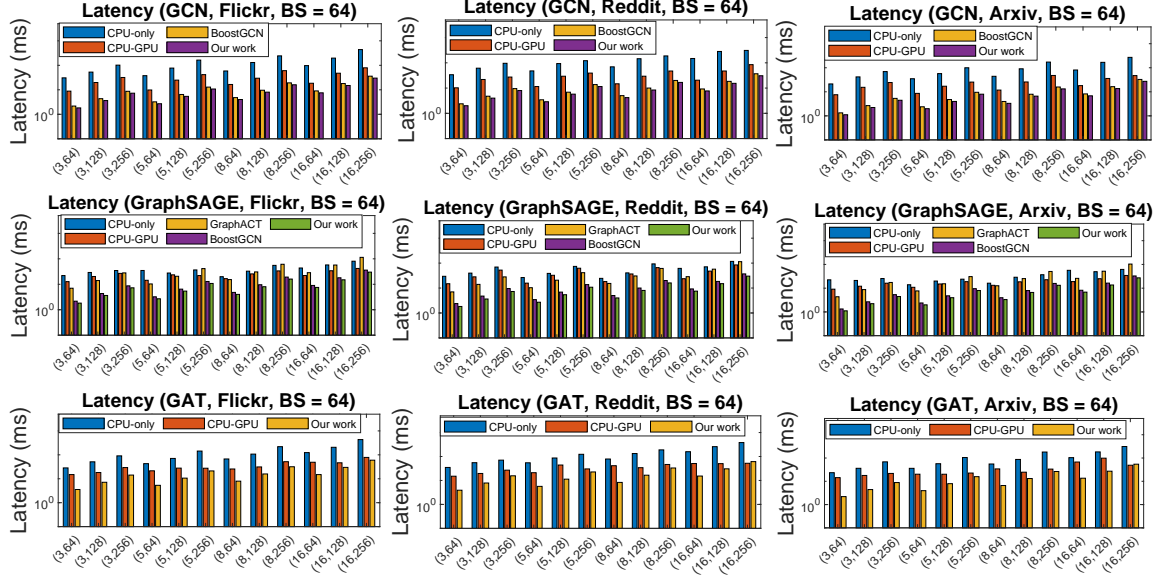 Latency (GCN, Flickr, BS = 64)
CPU-only
BoostGCN
CPU-GPU
Our work
Latency (ms)
10^0
(3,64)
(3,128)
(3,256)
(5,64)
(5,128)
(5,256)
(8,64)
(8,128)
(8,256)
(16,64)
(16,128)
(16,256)
Latency (GCN, Reddit, BS = 64)
CPU-only
BoostGCN
CPU-GPU
Our work
Latency (ms)
10^0
(3,64)
(3,128)
(3,256)
(5,64)
(5,128)
(5,256)
(8,64)
(8,128)
(8,256)
(16,64)
(16,128)
(16,256)
Latency (GCN, Arxiv, BS = 64)
CPU-only
BoostGCN
CPU-GPU
Our work
Latency (ms)
10^0
(3,64)
(3,128)
(3,256)
(5,64)
(5,128)
(5,256)
(8,64)
(8,128)
(8,256)
(16,64)
(16,128)
(16,256)
Latency (GraphSAGE, Flickr, BS = 64)
CPU-only
GraphACT
Our work
CPU-GPU
BoostGCN
Latency (ms)
10^0
(3,64)
(3,128)
(3,256)
(5,64)
(5,128)
(5,256)
(8,64)
(8,128)
(8,256)
(16,64)
(16,128)
(16,256)
Latency (GraphSAGE, Reddit, BS = 64)
CPU-only
GraphACT
Our work
CPU-GPU
BoostGCN
Latency (ms)
10^0
(3,64)
(3,128)
(3,256)
(5,64)
(5,128)
(5,256)
(8,64)
(8,128)
(8,256)
(16,64)
(16,128)
(16,256)
Latency (GraphSAGE, Arxiv, BS = 64)
CPU-only
GraphACT
Our work
CPU-GPU
BoostGCN
Latency (ms)
10^0
(3,64)
(3,128)
(3,256)
(5,64)
(5,128)
(5,256)
(8,64)
(8,128)
(8,256)
(16,64)
(16,128)
(16,256)
Latency (GAT, Flickr, BS = 64)
CPU-only
CPU-GPU
Our work
Latency (ms)
10^0
(3,64)
(3,128)
(3,256)
(5,64)
(5,128)
(5,256)
(8,64)
(8,128)
(8,256)
(16,64)
(16,128)
(16,256)
Latency (GAT, Reddit, BS = 64)
CPU-only
CPU-GPU
Our work
Latency (ms)
10^0
(3,64)
(3,128)
(3,256)
(5,64)
(5,128)
(5,256)
(8,64)
(8,128)
(8,256)
(16,64)
(16,128)
(16,256)
Latency (GAT, Arxiv, BS = 64)
CPU-only
CPU-GPU
Our work
Latency (ms)
10^0
(3,64)
(3,128)
(3,256)
(5,64)
(5,128)
(5,256)
(8,64)
(8,128)
(8,256)
(16,64)
(16,128)
(16,256)